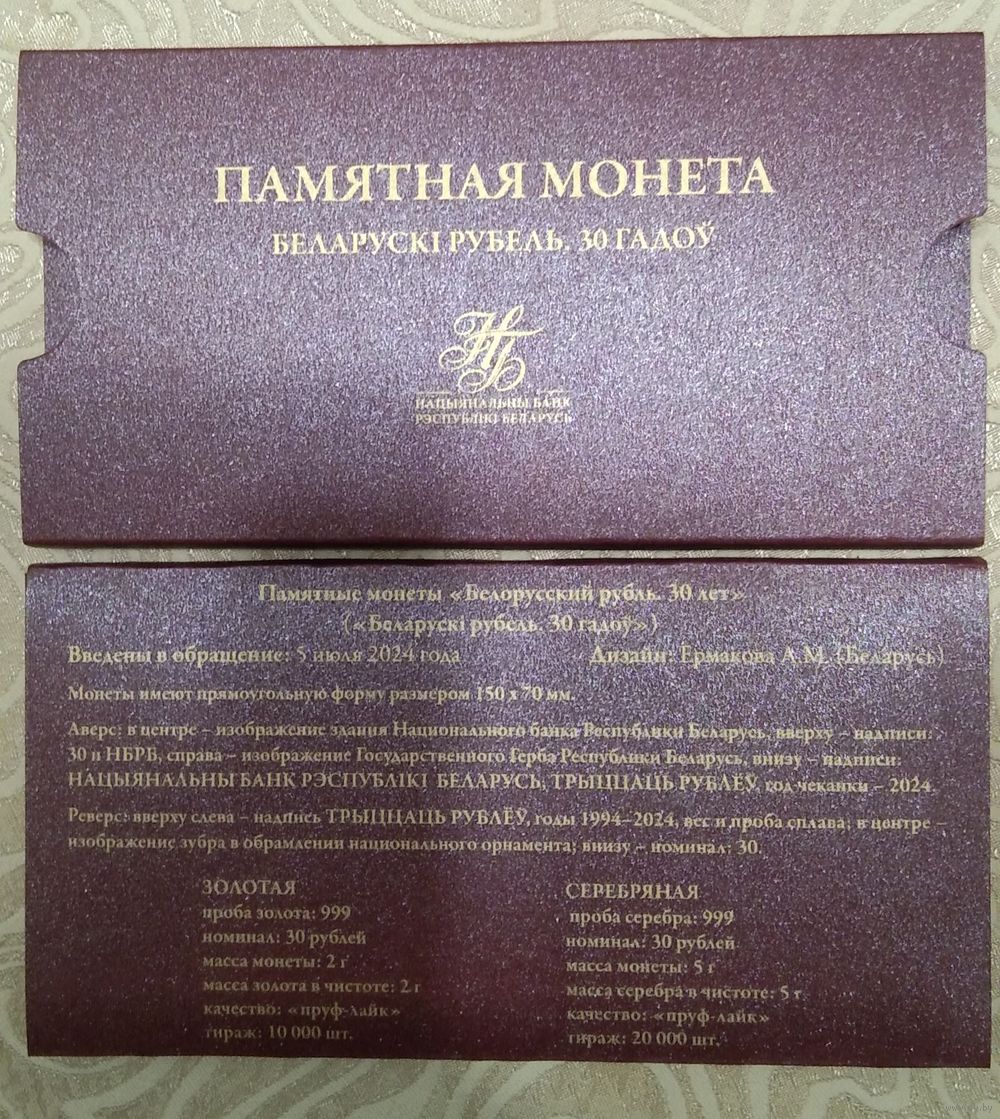 ПАМЯТНАЯ МОНЕТА
БЕЛАРУСКІ РУБЕЛЬ. 30 ГАДОЎ
НБ
НАЦЫЯНАЛЬНЫ БАНК
РЭСПУБЛІКІ БЕЛАРУСЬ
Памятные монеты «Белорусский рубль. 30 лет»
(«Беларускі рубель. 30 гадоў»)
Введены в обращение: 5 июля 2024 года Дизайн: Ермакова А.М. (Беларусь)
Монеты имеют прямоугольную форму размером 150 х 70 мм.
Аверс: в центре – изображение здания Национального банка Республики Беларусь, вверху – надписи:
30 и НБРБ, справа – изображение Государственного Герба Республики Беларусь, внизу – надписи:
НАЦЫЯНАЛЬНЫ БАНК РЭСПУБЛІКІ БЕЛАРУСЬ, ТРЫЦЦАЦЬ РУБЛЁЎ, год чеканки – 2024.
Реверс: вверху слева – надпись ТРЫЦЦАЦЬ РУБЛЁЎ, годы 1994–2024, вес и проба сплава; в центре –
изображение зубра в обрамлении национального орнамента; внизу – номинал: 30.
ЗОЛОТАЯ
проба золота: 999
номинал: 30 рублей
масса монеты: 2 г
масса золота в чистоте: 2 г
качество: «пруф-лайк»
тираж: 10 000 шт.
СЕРЕБРЯНАЯ
проба серебра: 999
номинал: 30 рублей
масса монеты: 5 г
масса серебра в чистоте: 5 г
качество: «пруф-лайк»
тираж: 20 000 шт.